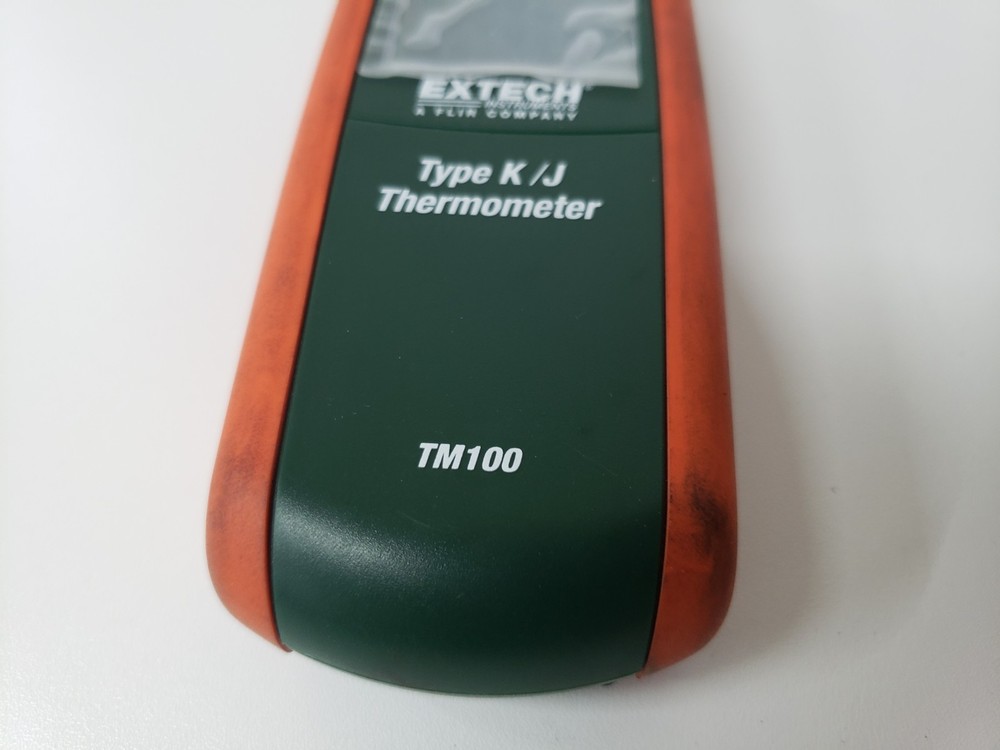 EXTECH
INSTRUMENTS
A FLIR COMPANY
Type K/J
Thermometer
TM100